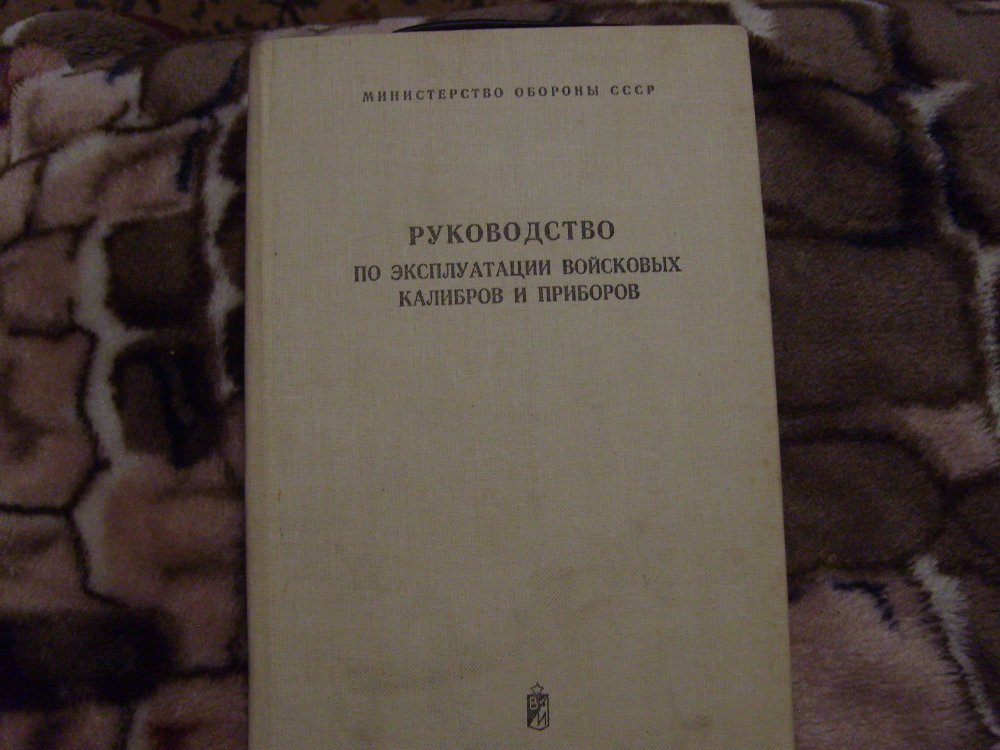 МИНИСТЕРСТВО ОБОРОНЫ СССР
РУКОВОДСТВО
ПО ЭКСПЛУАТАЦИИ ВОЙСКОВЫХ
КАЛИБРОВ И ПРИБОРОВ
В
И